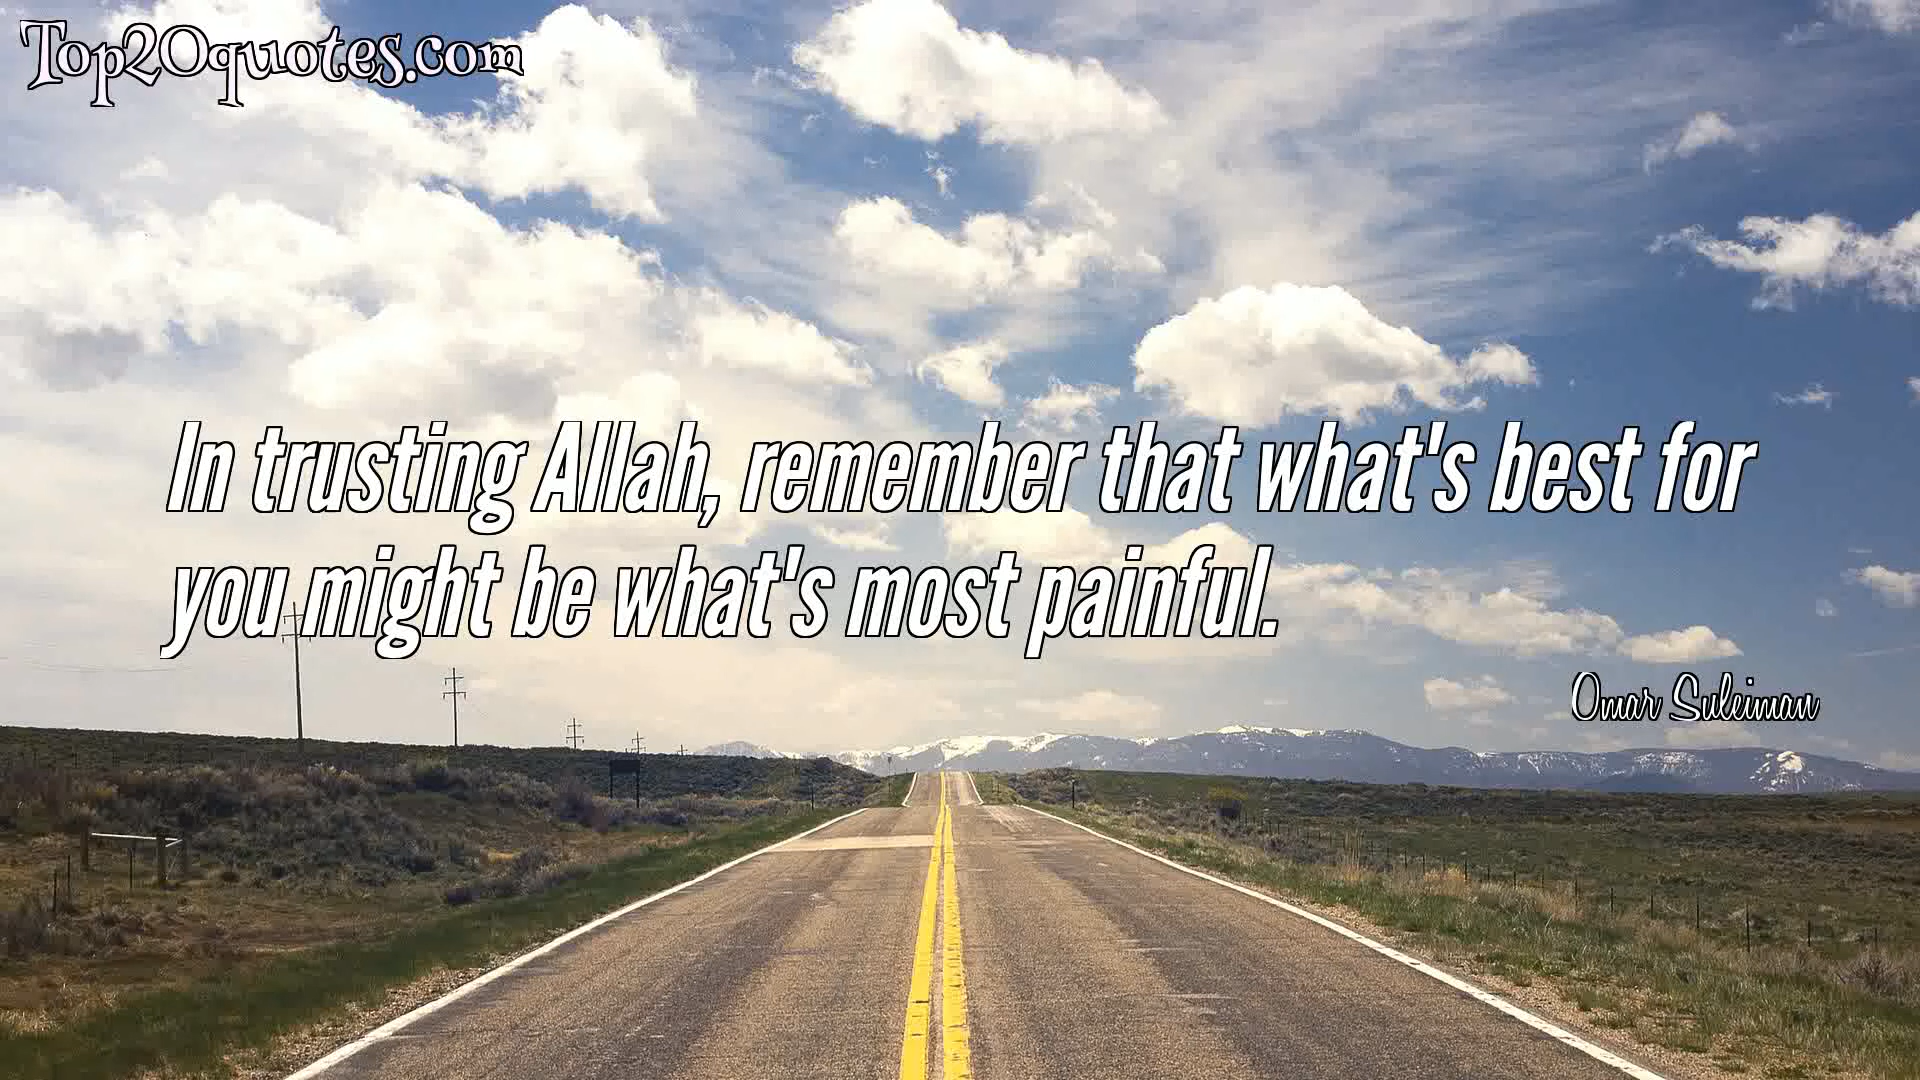 Top20quotes.com
In trusting Allah, remember that what's best for
you might be what's most painful.
Omar Suleiman